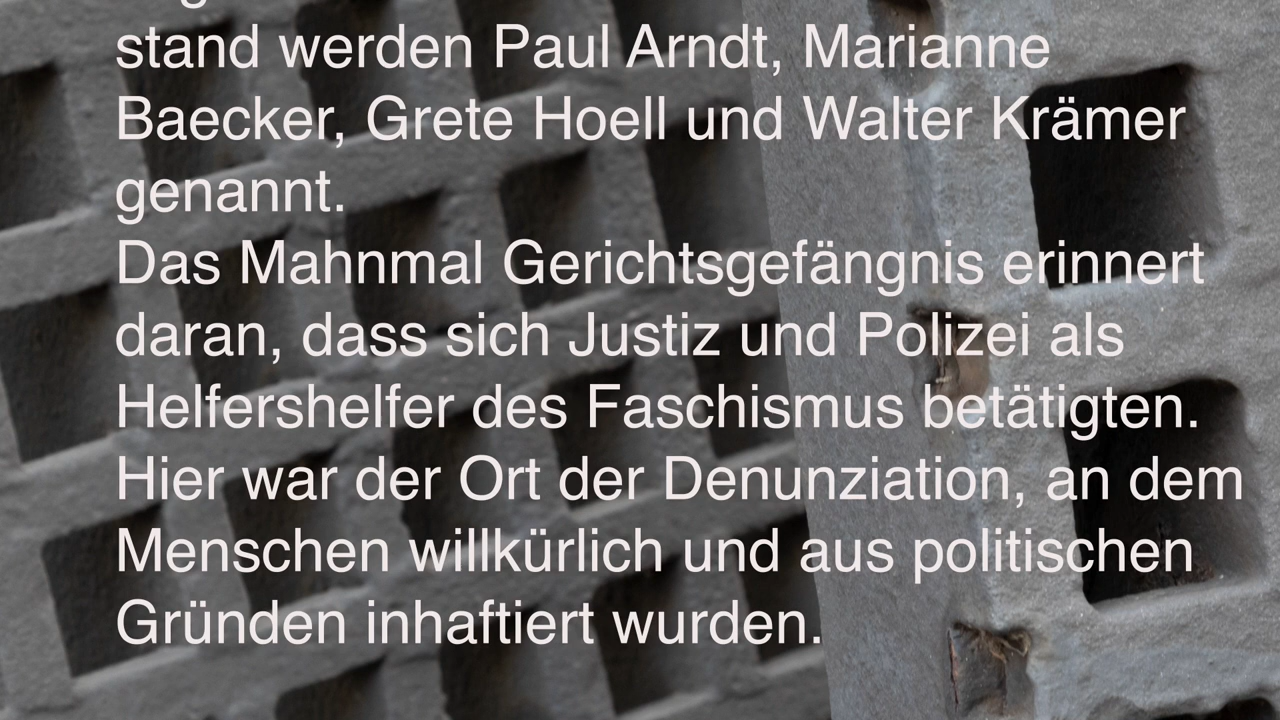 stand werden Paul Arndt, Marianne
Baecker, Grete Hoell und Walter Krämer
genannt.
Das Mahnmal Gerichtsgefängnis erinnert
daran, dass sich Justiz und Polizei als
Helfershelfer des Faschismus betätigten.
Hier war der Ort der Denunziation, an dem
Menschen willkürlich und aus politischen
Gründen inhaftiert wurden.